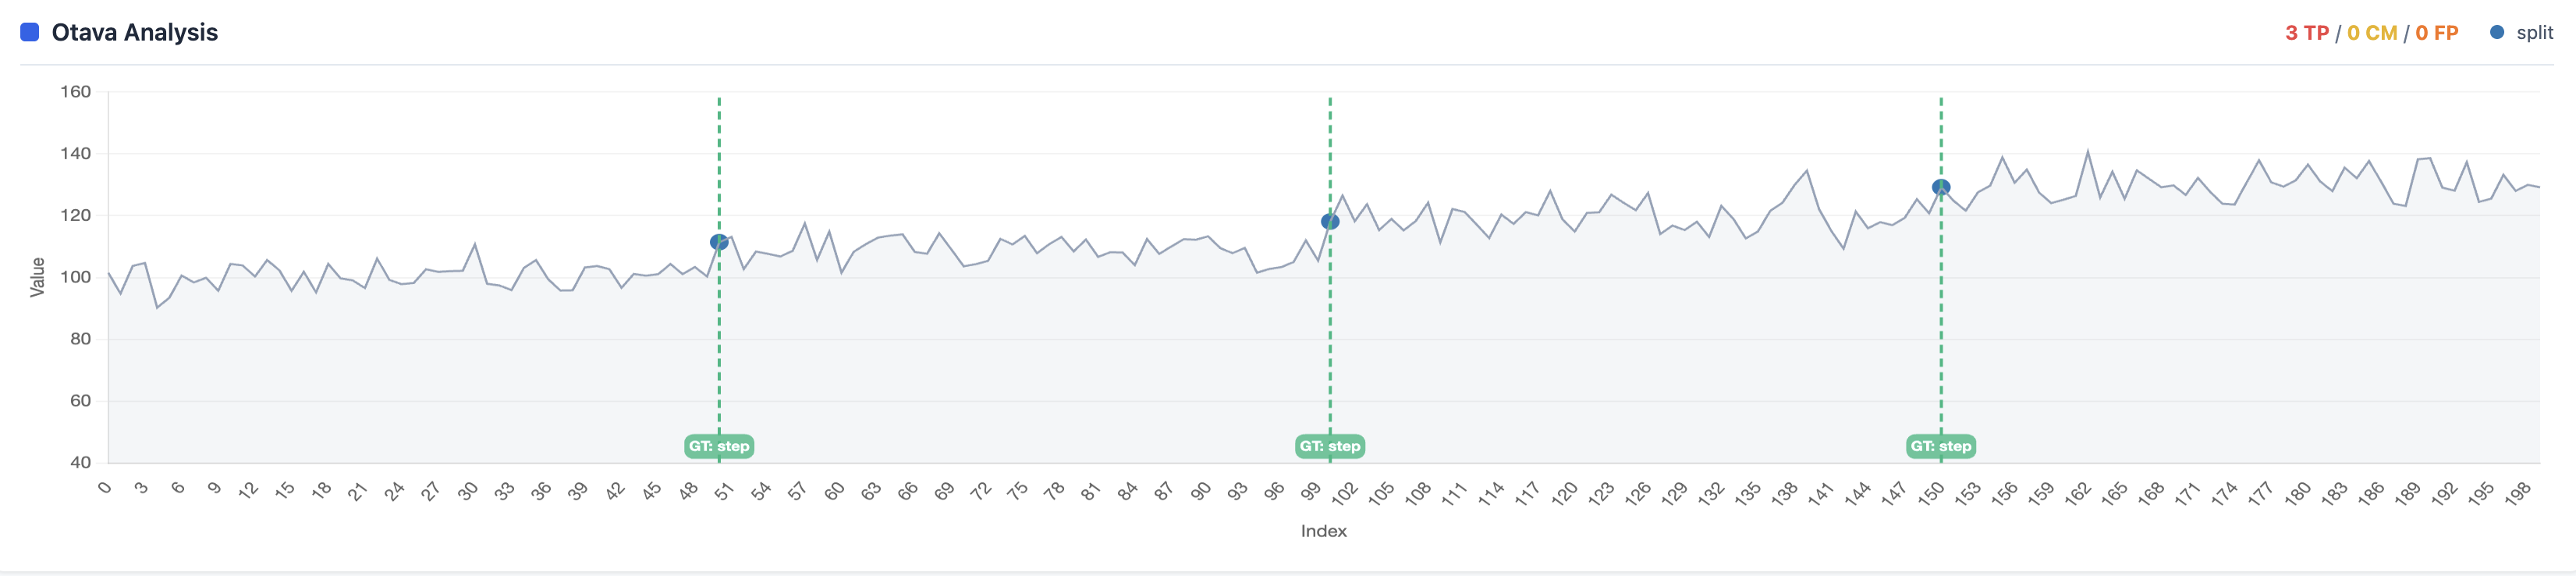 Otava Analysis
3 TP / 0 CM / 0 FP split
160
140
120
100
80
60
40
Value
GT: step GT: step GT: step
0 3 6 9 12 15 18 21 24 27 30 33 36 39 42 45 48 51 54 57 60 63 66 69 72 75 78 81 84 87 90 93 96 99 102 105 108 111 114 117 120 123 126 129 132 135 138 141 144 147 150 153 156 159 162 165 168 171 174 177 180 183 186 189 192 195 198
Index